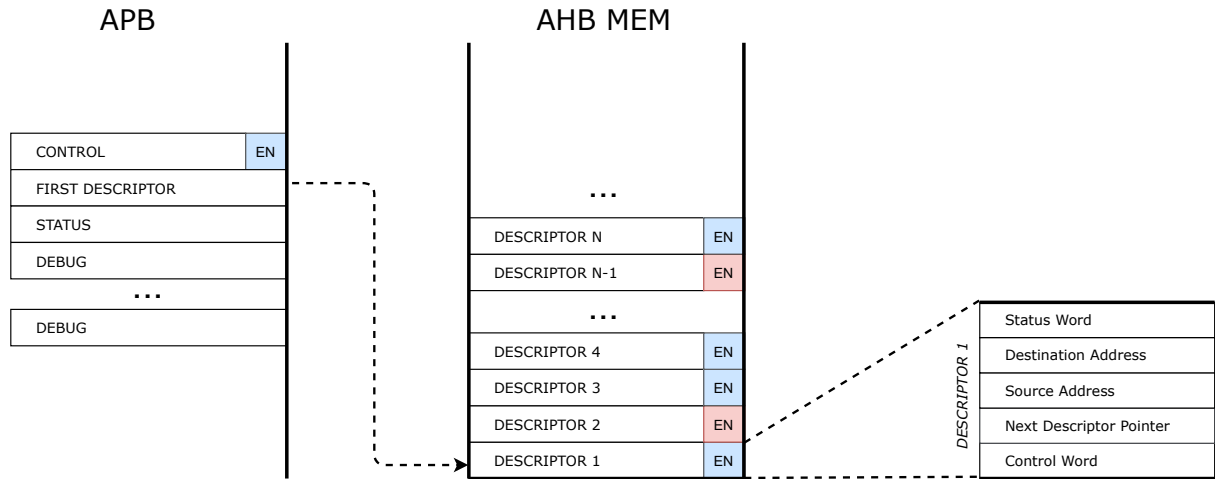 APB
CONTROL EN
FIRST DESCRIPTOR
STATUS
DEBUG
...
DEBUG
AHB MEM
...
DESCRIPTOR N EN
DESCRIPTOR N-1 EN
...
DESCRIPTOR 4 EN
DESCRIPTOR 3 EN
DESCRIPTOR 2 EN
DESCRIPTOR 1 EN
DESCRIPTOR 1
Status Word
Destination Address
Source Address
Next Descriptor Pointer
Control Word